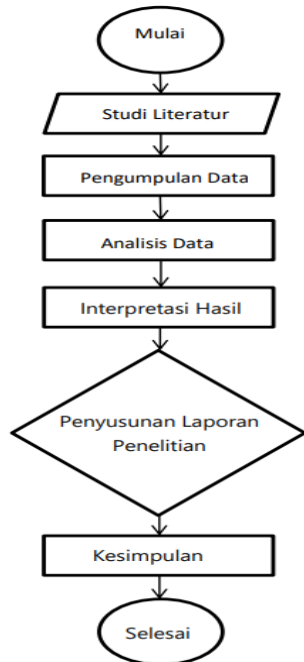 Mulai
Studi Literatur
Pengumpulan Data
Analisis Data
Interpretasi Hasil
Penyusunan Laporan
Penelitian
Kesimpulan
Selesai